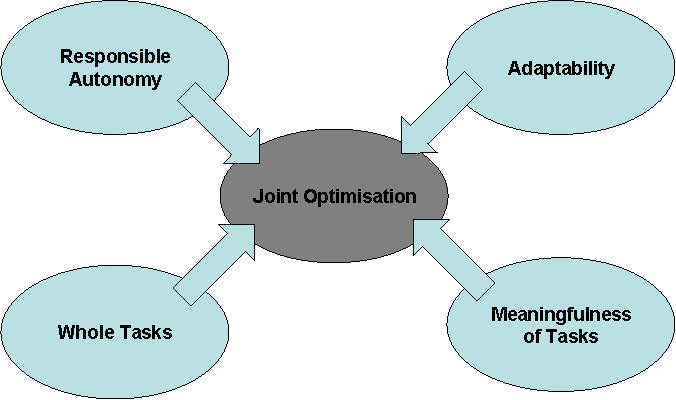 Responsible
Autonomy
Adaptability
Joint Optimisation
Whole Tasks
Meaningfulness
of Tasks